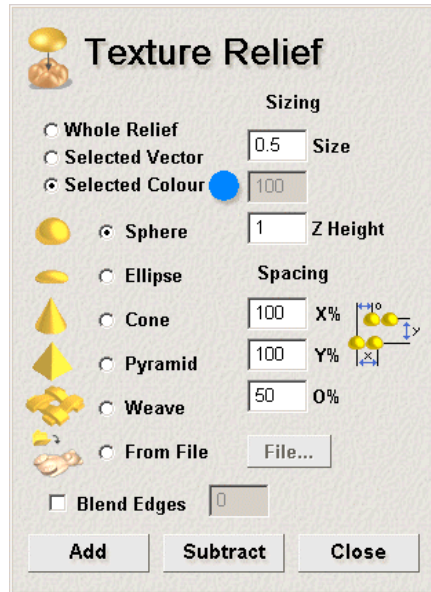 Texture Relief
Sizing
Whole Relief
Selected Vector
Selected Colour
0.5 Size
100
1 Z Height
Sphere
Ellipse
Cone
Pyramid
Weave
From File
Spacing
100 X%
100 Y%
50 O%
o
Y
X
File...
Blend Edges 0
Add Subtract Close